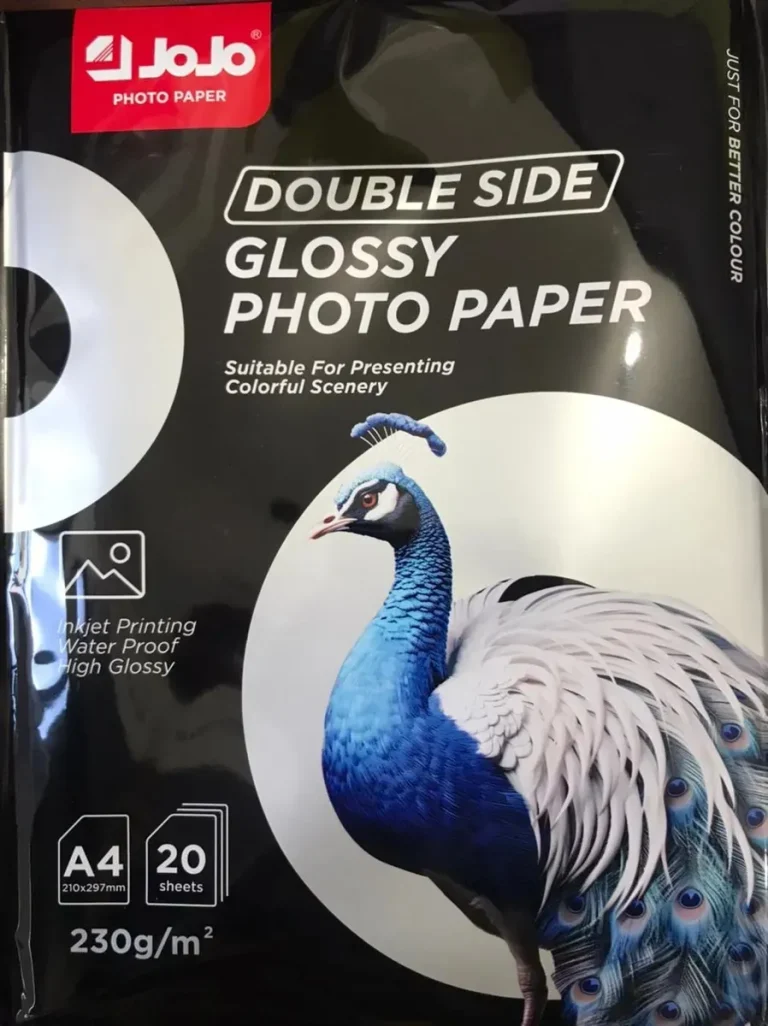 JoJo®
PHOTO PAPER
JUST FOR BETTER COLOUR
DOUBLE SIDE
GLOSSY
PHOTO PAPER
Suitable For Presenting
Colorful Scenery
Inkjet Printing
Water Proof
High Glossy
A4
210x297mm
20
sheets
230g/m²